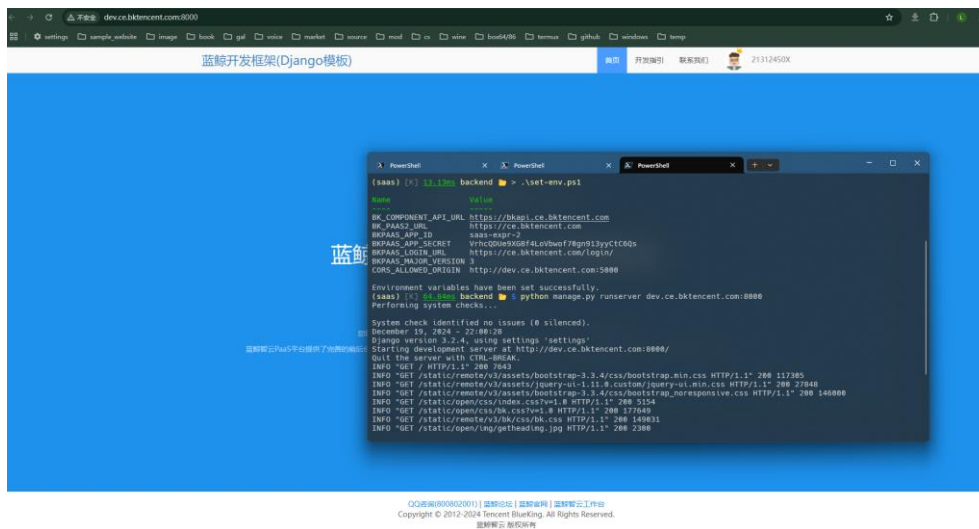 不安全 dev.ce.bktencent.com:8000
settings sample_website image book gal voice market source mod cs wine box64/86 termux github windows temp
蓝鲸开发框架(Django模板) 首页 开发指引 联系我们 21312450X
PowerShell PowerShell PowerShell
(saas) [K] 13.13ms backend > .\set-env.ps1
Name Value
---- -----
BK_COMPONENT_API_URL https://bkapi.ce.bktencent.com
BK_PAAS2_URL https://ce.bktencent.com
BKPAAS_APP_ID saas-expr-2
BKPAAS_APP_SECRET
BKPAAS_LOGIN_URL https://ce.bktencent.com/login/
BKPAAS_MAJOR_VERSION 3
CORS_ALLOWED_ORIGIN http://dev.ce.bktencent.com:5000
Environment variables have been set successfully.
(saas) [K] 64.64ms backend $ python manage.py runserver dev.ce.bktencent.com:8000
Performing system checks...
System check identified no issues (0 silenced).
December 19, 2024 - 22:00:28
Django version 3.2.4, using settings 'settings'
Starting development server at http://dev.ce.bktencent.com:8000/
Quit the server with CTRL-BREAK.
INFO "GET / HTTP/1.1" 200 7643
INFO "GET /static/remote/v3/assets/bootstrap-3.3.4/css/bootstrap.min.css HTTP/1.1" 200 117305
INFO "GET /static/remote/v3/assets/jquery-ui-1.11.0.custom/jquery-ui.min.css HTTP/1.1" 200 27848
INFO "GET /static/remote/v3/assets/bootstrap-3.3.4/css/bootstrap_noresponsive.css HTTP/1.1" 200 146000
INFO "GET /static/open/css/index.css?v=1.0 HTTP/1.1" 200 5154
INFO "GET /static/open/css/bk.css?v=1.0 HTTP/1.1" 200 177649
INFO "GET /static/remote/v3/bk/css/bk.css HTTP/1.1" 200 149031
INFO "GET /static/open/img/getheadimg.jpg HTTP/1.1" 200 2300
蓝鲸
蓝鲸智云PaaS平台提供了完善的前后
QQ咨询(800802001) | 蓝鲸论坛 | 蓝鲸官网 | 蓝鲸智云工作台
Copyright © 2012-2024 Tencent BlueKing. All Rights Reserved.
蓝鲸智云 版权所有